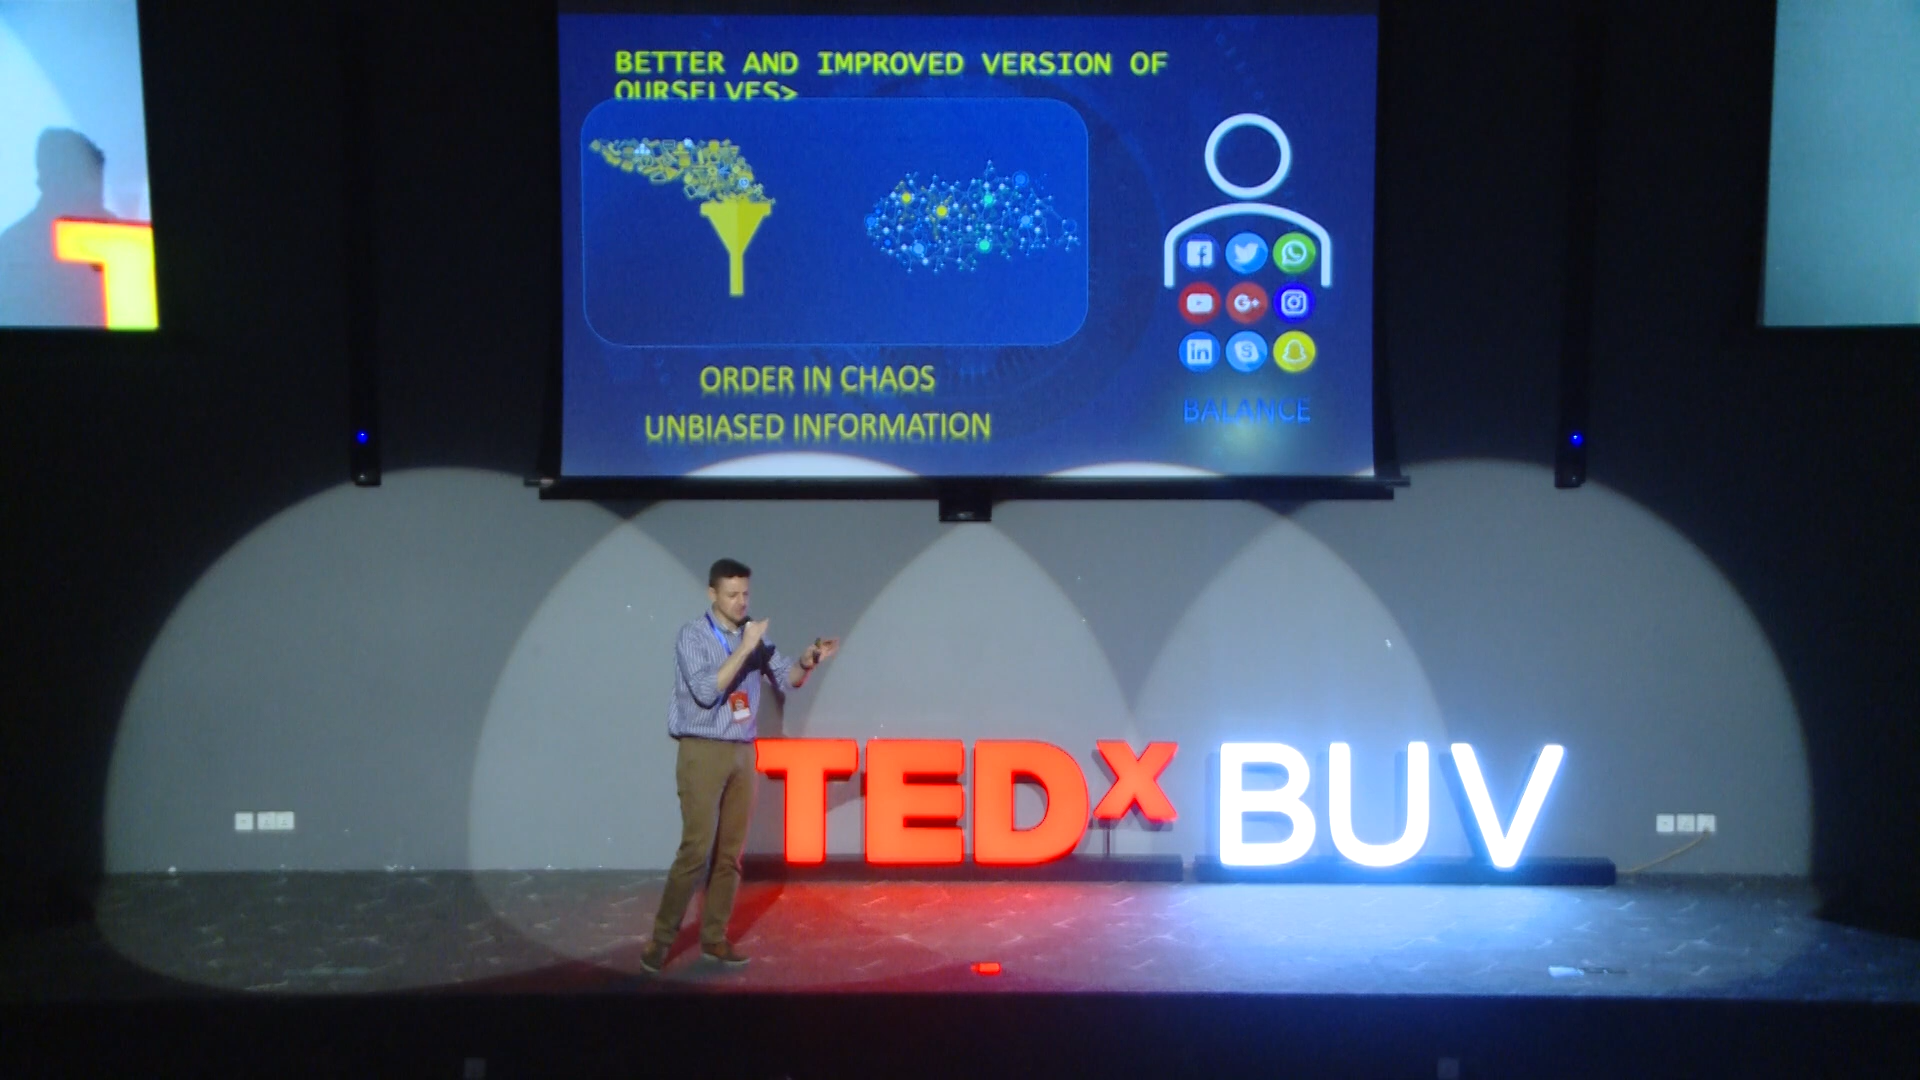 BETTER AND IMPROVED VERSION OF
OURSELVES>
ORDER IN CHAOS
UNBIASED INFORMATION
BALANCE
TEDx BUV